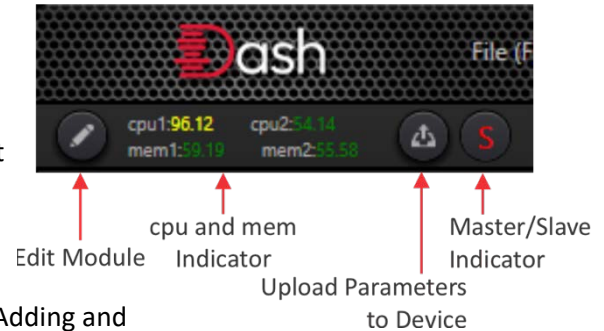 Dash
File (F
cpu1:96.12 cpu2:54.14
mem1:59.19 mem2:55.58
S
t
cpu and mem
Indicator
Edit Module
Master/Slave
Indicator
Upload Parameters
to Device
Adding and